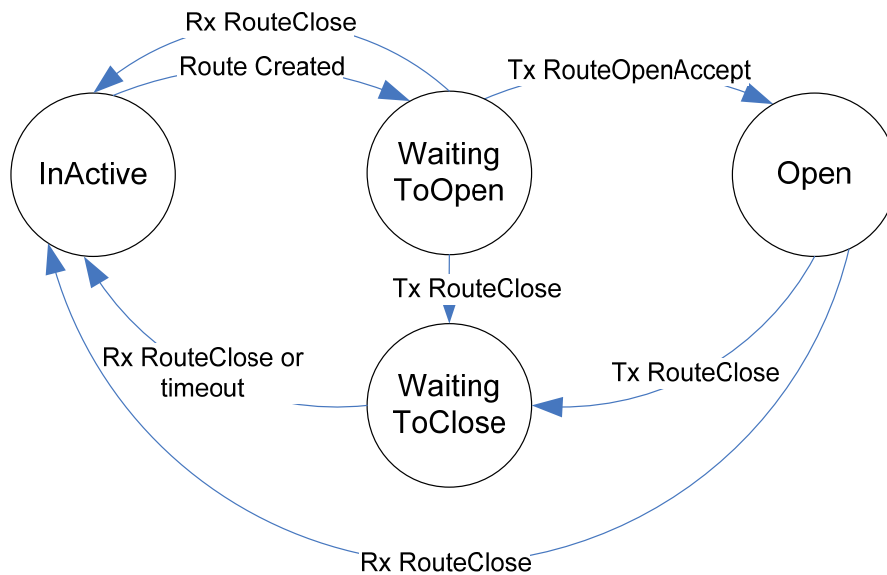 Rx RouteClose
Route Created
Tx RouteOpenAccept
InActive
Waiting
ToOpen
Open
Tx RouteClose
Rx RouteClose or
timeout
Waiting
ToClose
Tx RouteClose
Rx RouteClose